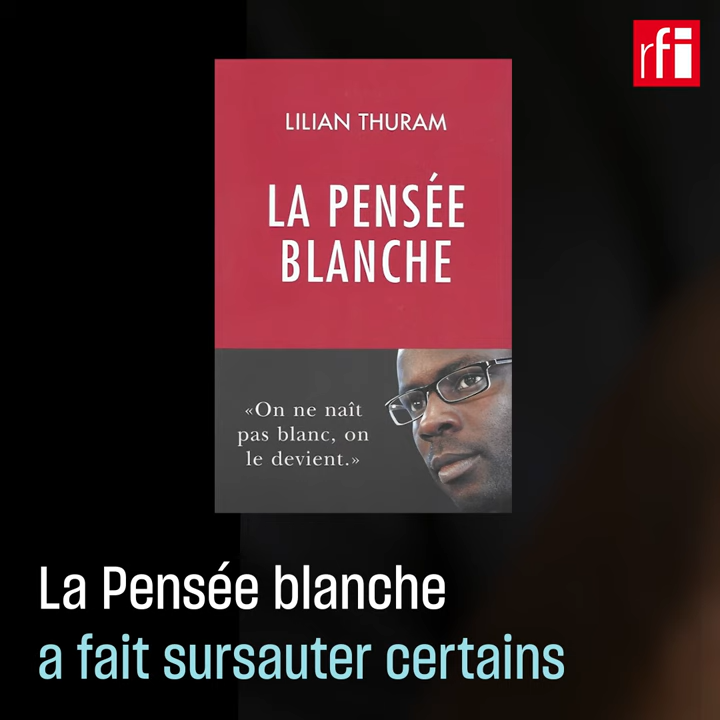 rfi
LILIAN THURAM
LA PENSÉE
BLANCHE
«On ne naît
pas blanc, on
le devient.»
La Pensée blanche
a fait sursauter certains